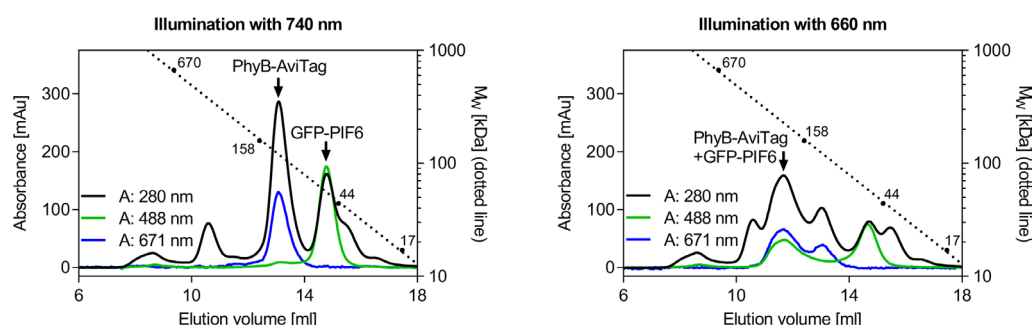 Illumination with 740 nm
Absorbance [mAu]
300
200
100
0
PhyB-AviTag
GFP-PIF6
670
158
44
17
A: 280 nm
A: 488 nm
A: 671 nm
1000
100
10
Mw [kDa] (dotted line)
6 10 14 18
Elution volume [ml]
Illumination with 660 nm
Absorbance [mAu]
300
200
100
0
670
158
44
17
PhyB-AviTag
+GFP-PIF6
A: 280 nm
A: 488 nm
A: 671 nm
1000
100
10
Mw [kDa] (dotted line)
6 10 14 18
Elution volume [ml]